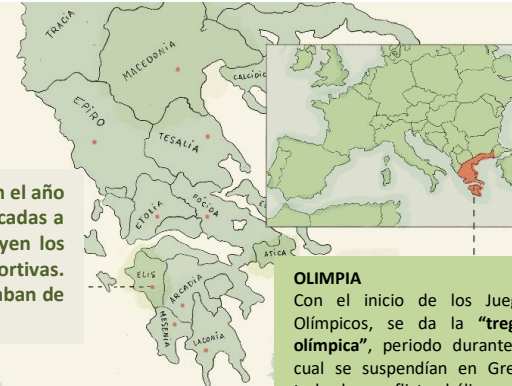 TRACIA
MACEDONIA
CALCÍDIC
EPIRO
TESALIA
ETOLIA
FÓCIDA
ATICA
ELIS
ARCADIA
MESENIA
LACONIA
n el año
cadas a
yen los
ortivas.
aban de
OLIMPIA
Con el inicio de los Jueg
Olímpicos, se da la “treg
olímpica”, periodo durante
cual se suspendían en Gre